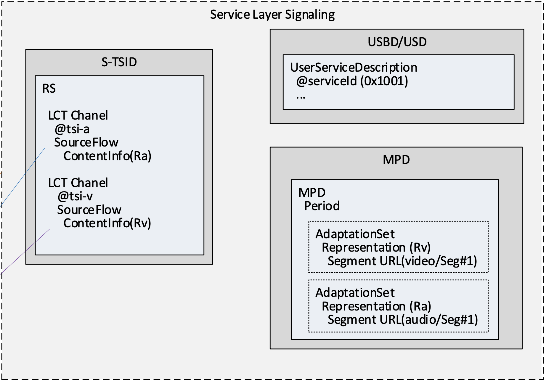 Service Layer Signaling
S-TSID
RS
LCT Chanel
@tsi-a
SourceFlow
ContentInfo(Ra)
LCT Channel
@tsi-v
SourceFlow
ContentInfo(Rv)
USBD/USD
UserServiceDescription
@serviceId (0x1001)
...
MPD
MPD
Period
AdaptationSet
Representation (Rv)
Segment URL(video/Seg#1)
AdaptationSet
Representation (Ra)
Segment URL(audio/Seg#1)